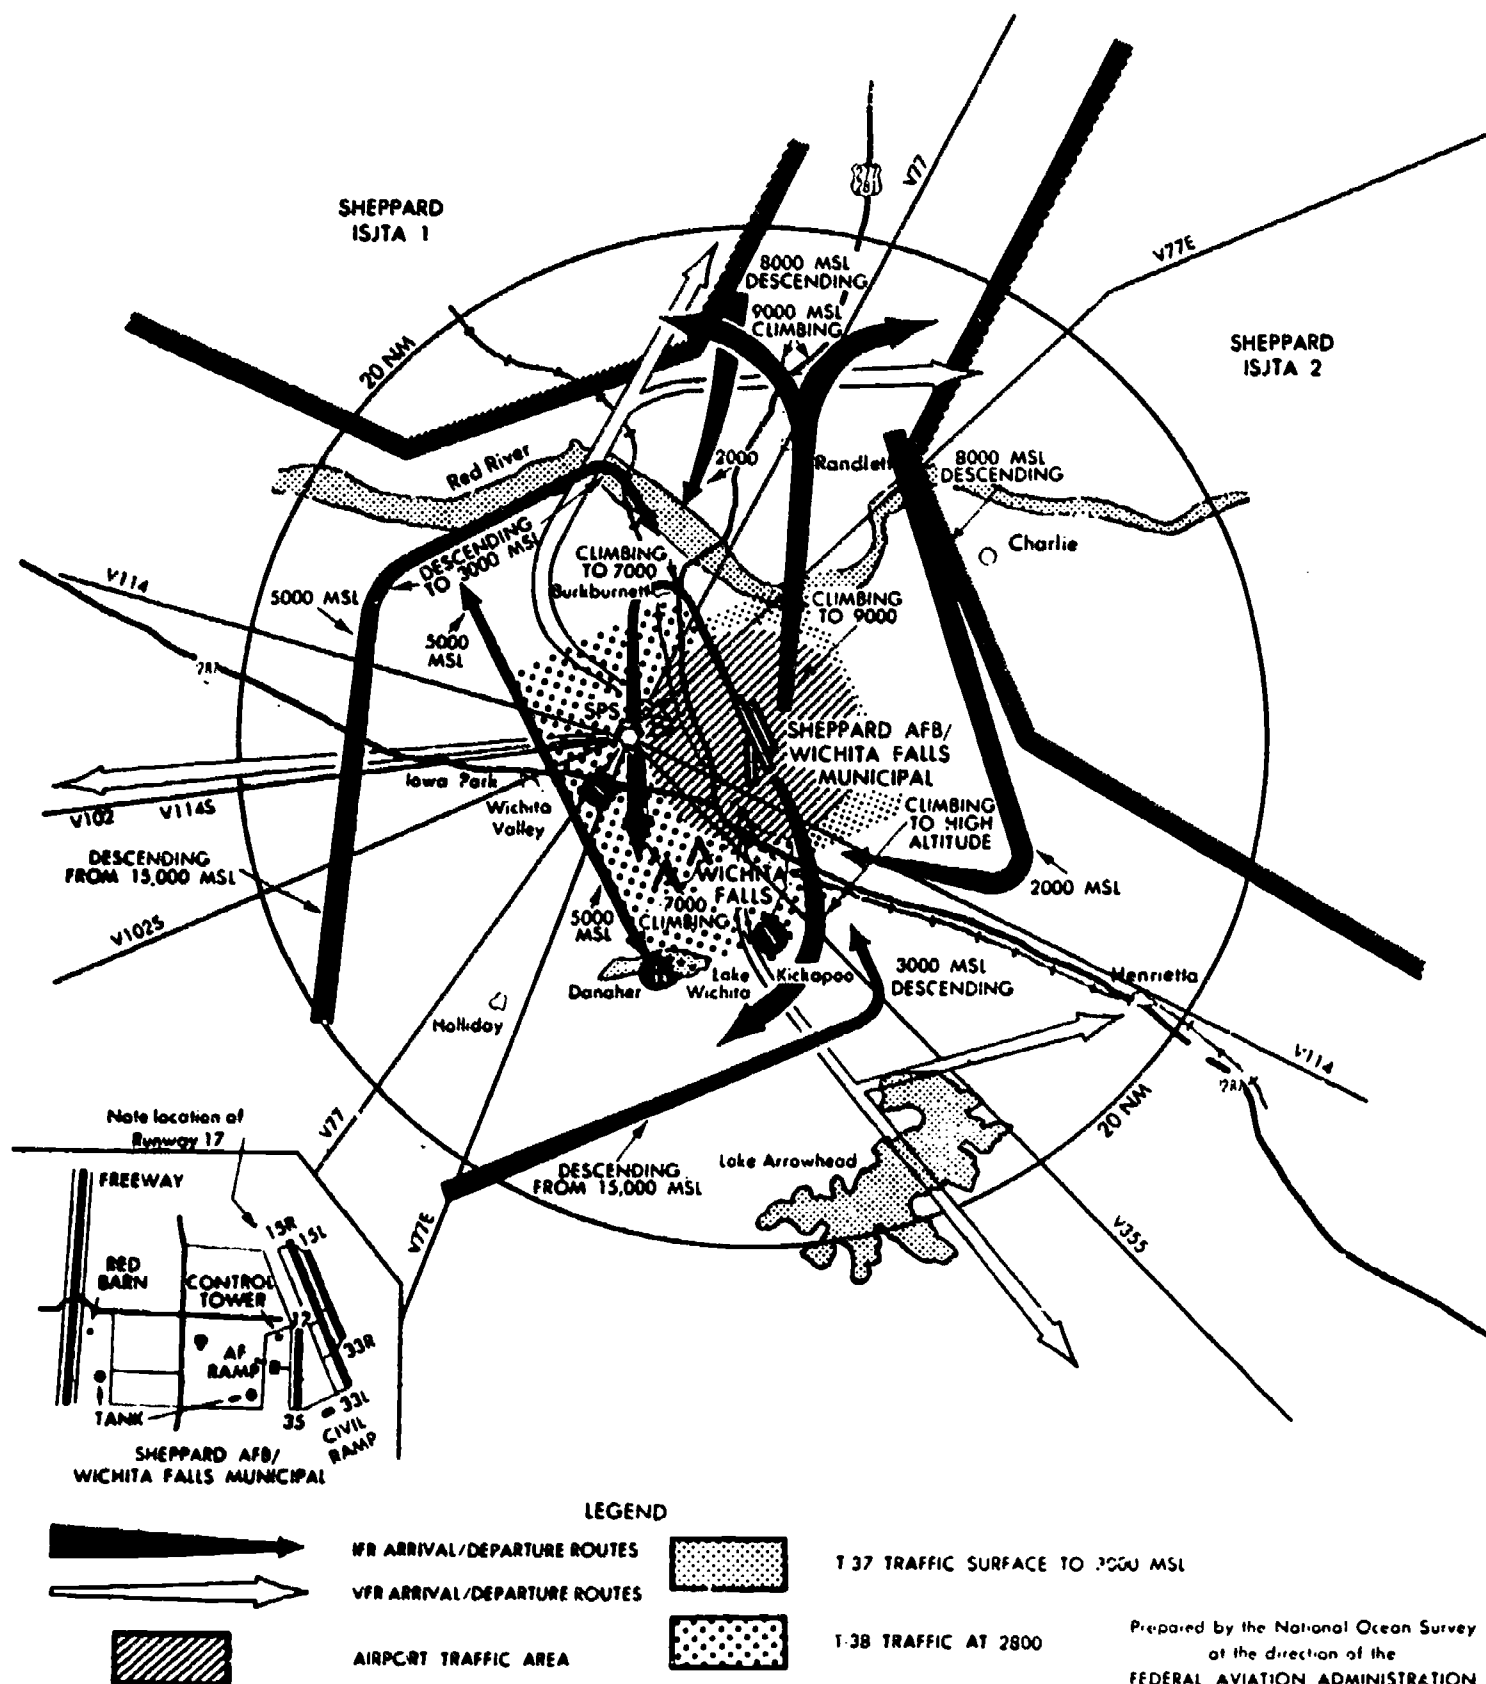 SHEPPARD
ISJTA 1
V77
V77E
8000 MSL
DESCENDING
9000 MSL
CLIMBING
20 NM
SHEPPARD
ISJTA 2
Red River
2000
Randlett
8000 MSL
DESCENDING
Charlie
DESCENDING
TO 3000 MSL
CLIMBING
TO 7000
Burkburnett
V114
5000 MSL
5000
MSL
CLIMBING
TO 9000
SPS
SHEPPARD AFB/
WICHITA FALLS
MUNICIPAL
Iowa Park
Wichita
Valley
V102
V114S
CLIMBING
TO HIGH
ALTITUDE
DESCENDING
FROM 15,000 MSL
WICHITA
FALLS
2000 MSL
5000
MSL
7000
CLIMBING
V102S
Danaher
Lake
Wichita
Kickapoo
3000 MSL
DESCENDING
Henrietta
Holliday
V114
V77
20 NM
Note location of
Runway 17
DESCENDING
FROM 15,000 MSL
Lake Arrowhead
V77E
V355
FREEWAY
15R
15L
RED
BARN
CONTROL
TOWER
AF
RAMP
33R
33L
TANK
35
CIVIL
RAMP
SHEPPARD AFB/
WICHITA FALLS MUNICIPAL
LEGEND
IFR ARRIVAL/DEPARTURE ROUTES
VFR ARRIVAL/DEPARTURE ROUTES
AIRPORT TRAFFIC AREA
T-37 TRAFFIC SURFACE TO MSL
T-38 TRAFFIC AT 2800
Prepared by the National Ocean Survey
at the direction of the
FEDERAL AVIATION ADMINISTRATION